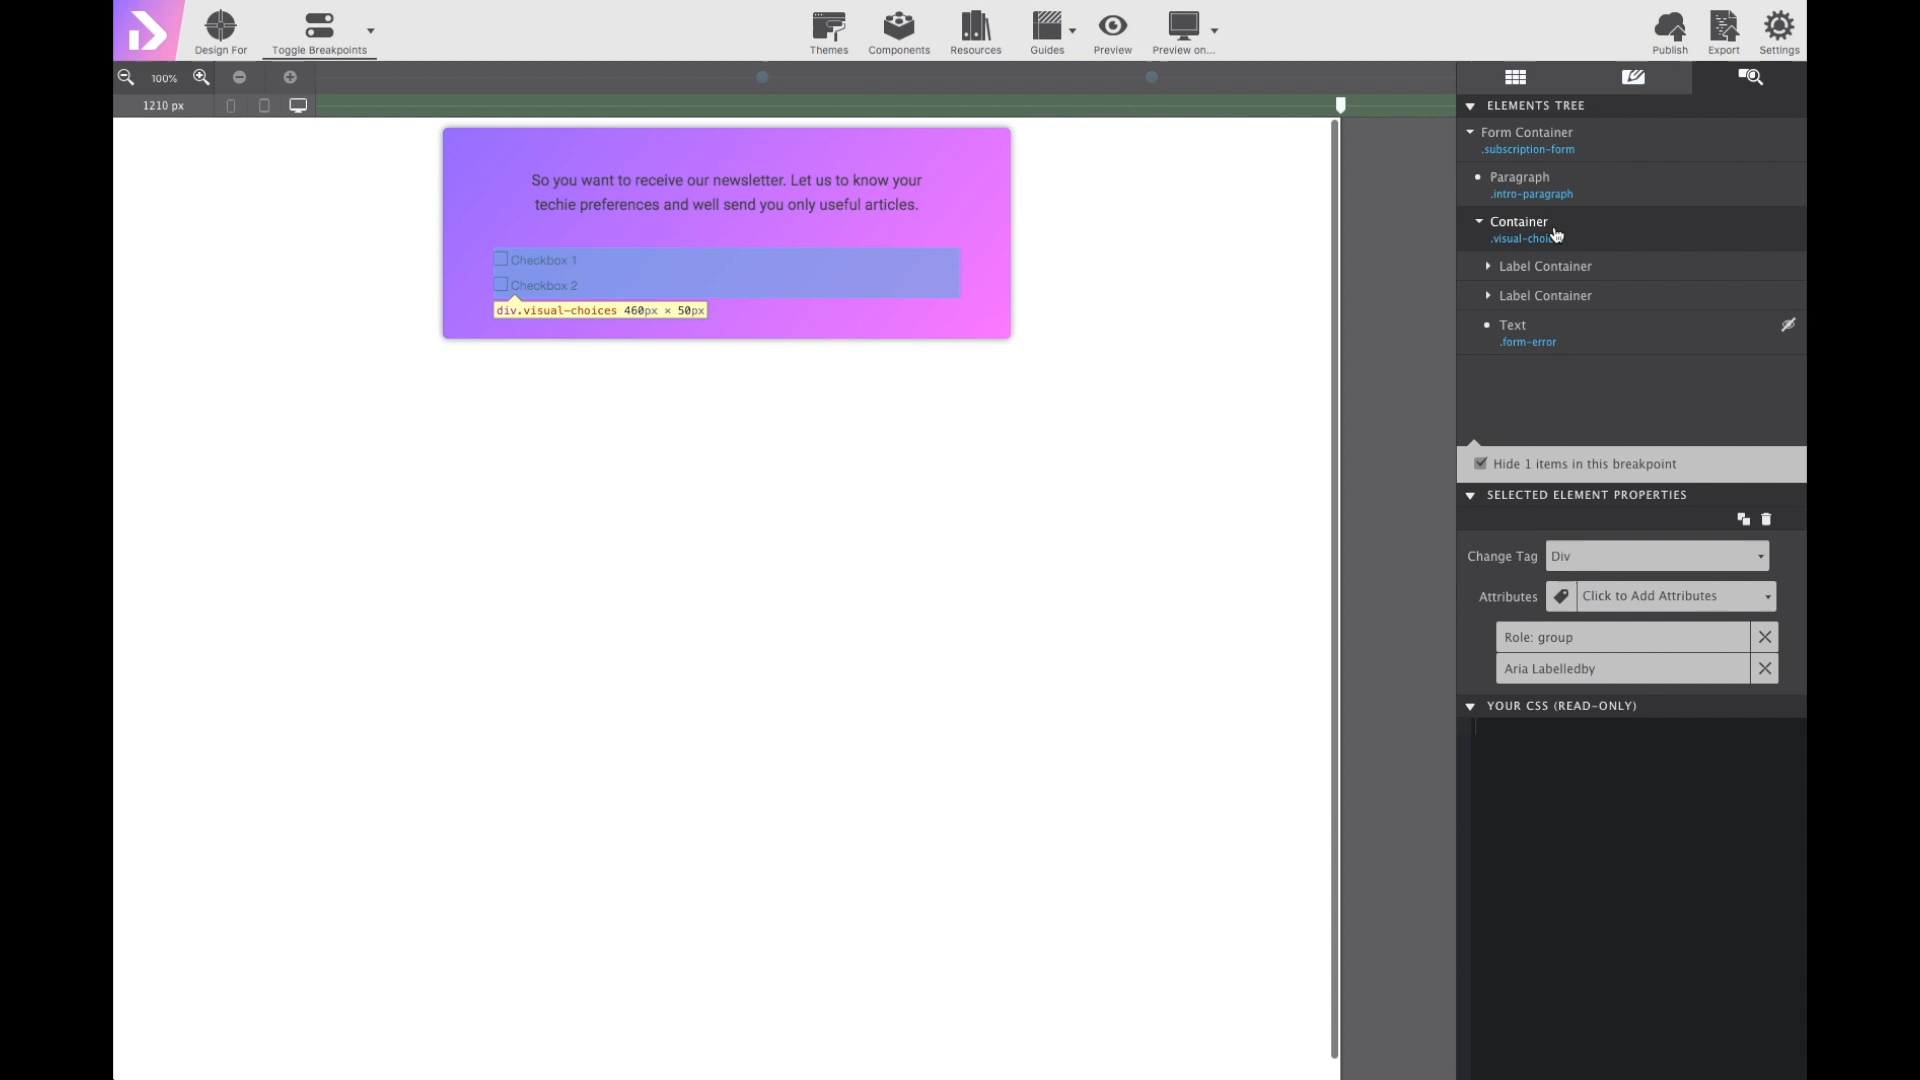 Design For
Toggle Breakpoints
Themes
Components
Resources
Guides
Preview
Preview on...
Publish
Export
Settings
100%
1210 px
ELEMENTS TREE
Form Container
.subscription-form
Paragraph
.intro-paragraph
Container
.visual-choi
Label Container
Label Container
Text
.form-error
So you want to receive our newsletter. Let us to know your
techie preferences and well send you only useful articles.
Checkbox 1
Checkbox 2
div.visual-choices 460px × 50px
Hide 1 items in this breakpoint
SELECTED ELEMENT PROPERTIES
Change Tag Div
Attributes Click to Add Attributes
Role: group
Aria Labelledby
YOUR CSS (READ-ONLY)